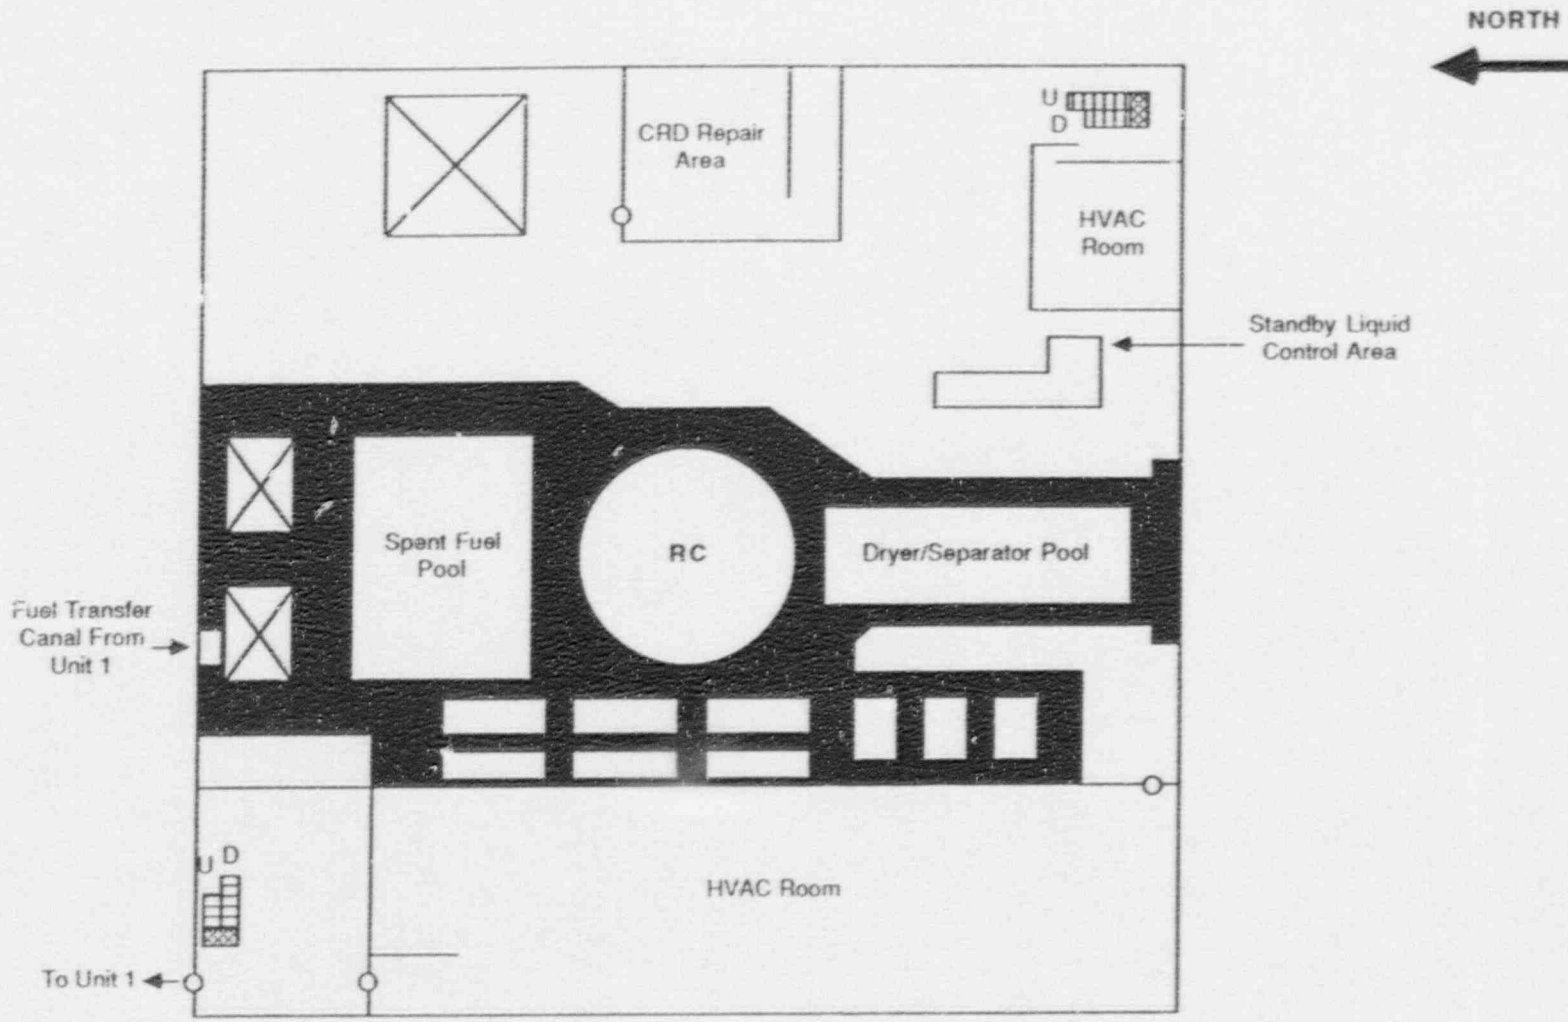 NORTH
U
D
CRD Repair
Area
HVAC
Room
Standby Liquid
Control Area
Spent Fuel
Pool
RC
Dryer/Separator Pool
Fuel Transfer
Canal From
Unit 1
U D
HVAC Room
To Unit 1